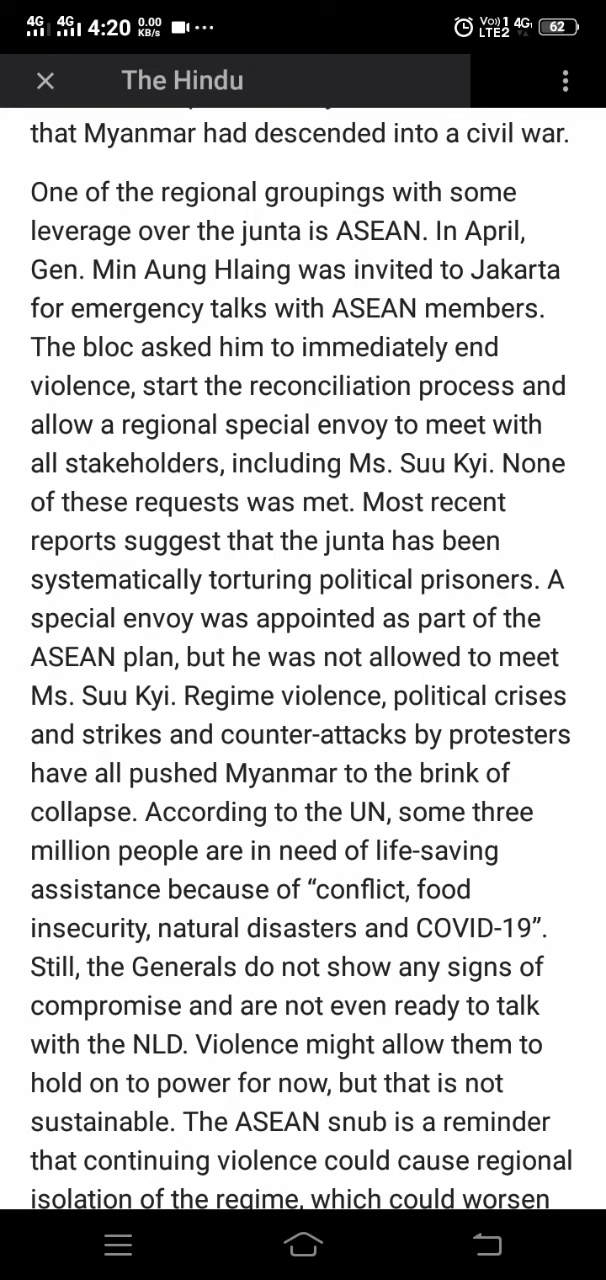 4G 4G 4:20 0.00 KB/s ... Vo)) 1 4G LTE2 62
The Hindu
that Myanmar had descended into a civil war.
One of the regional groupings with some
leverage over the junta is ASEAN. In April,
Gen. Min Aung Hlaing was invited to Jakarta
for emergency talks with ASEAN members.
The bloc asked him to immediately end
violence, start the reconciliation process and
allow a regional special envoy to meet with
all stakeholders, including Ms. Suu Kyi. None
of these requests was met. Most recent
reports suggest that the junta has been
systematically torturing political prisoners. A
special envoy was appointed as part of the
ASEAN plan, but he was not allowed to meet
Ms. Suu Kyi. Regime violence, political crises
and strikes and counter-attacks by protesters
have all pushed Myanmar to the brink of
collapse. According to the UN, some three
million people are in need of life-saving
assistance because of “conflict, food
insecurity, natural disasters and COVID-19”.
Still, the Generals do not show any signs of
compromise and are not even ready to talk
with the NLD. Violence might allow them to
hold on to power for now, but that is not
sustainable. The ASEAN snub is a reminder
that continuing violence could cause regional
isolation of the regime, which could worsen